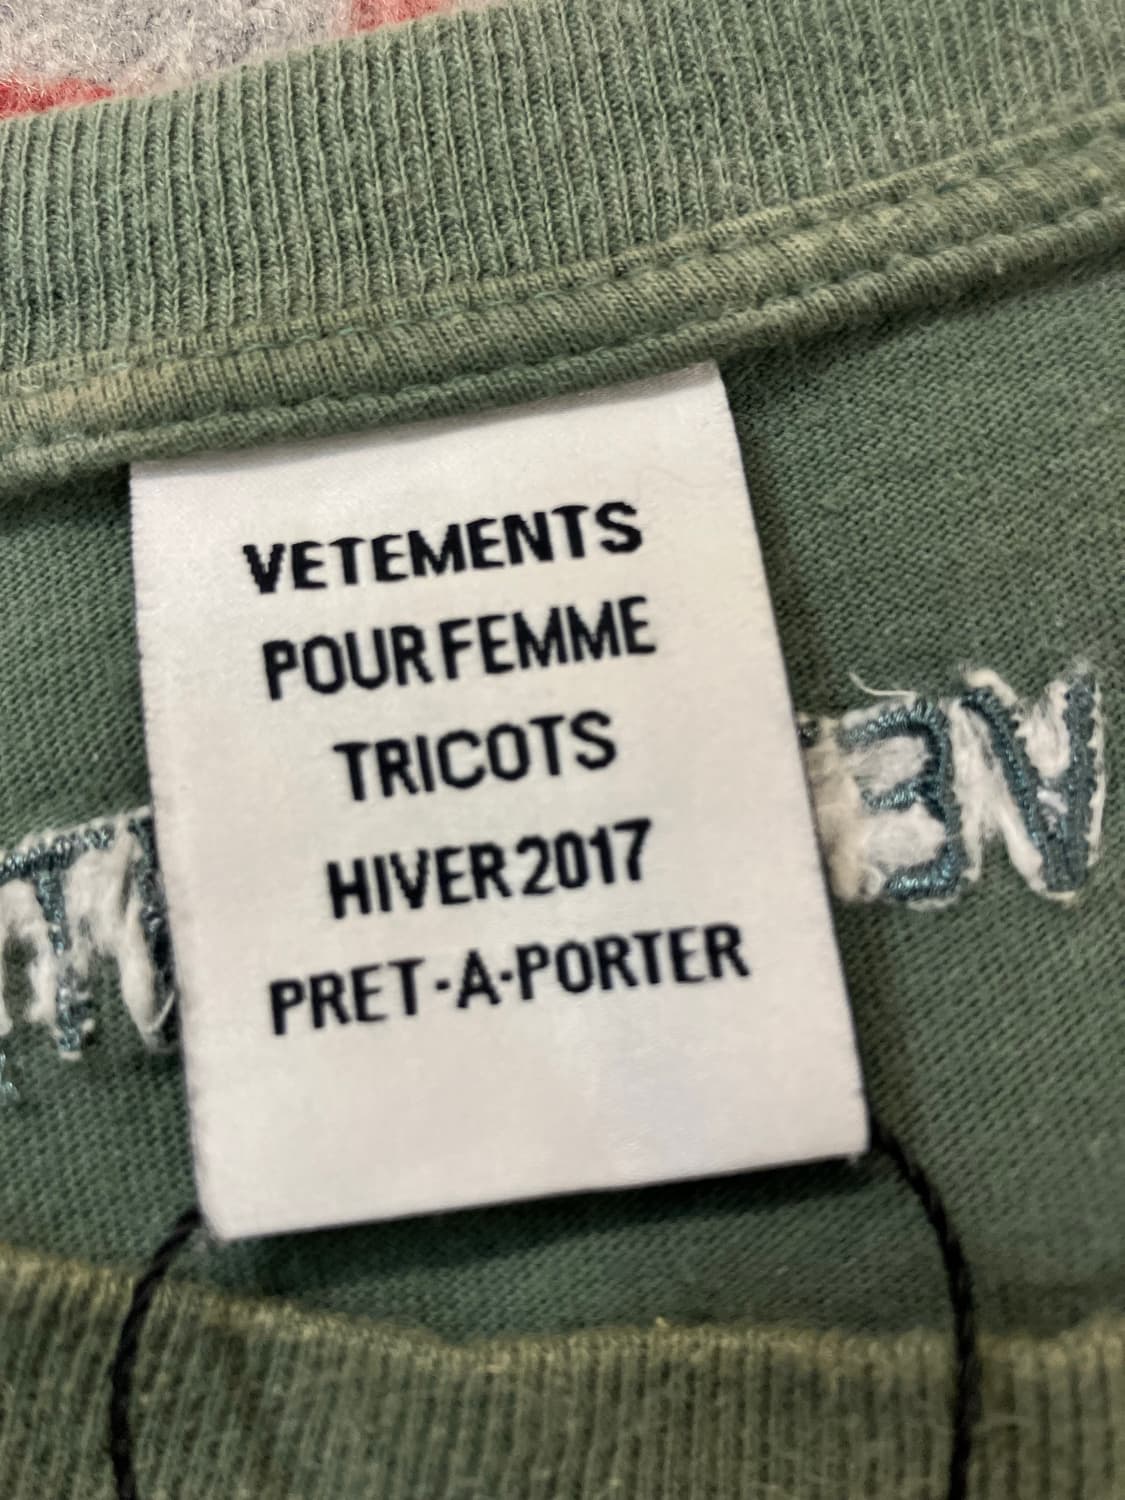 VETEMENTS
POUR FEMME
TRICOTS
HIVER 2017
PRET-A-PORTER